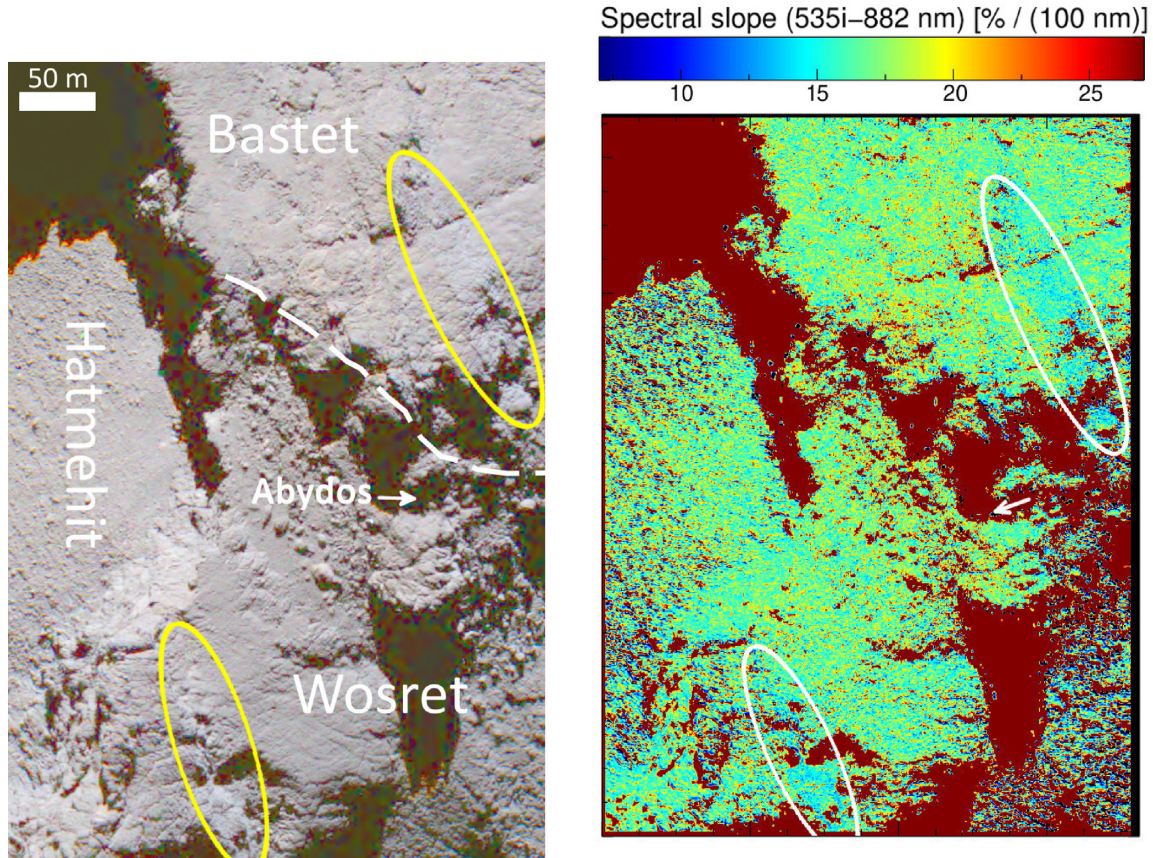 Spectral slope (535i–882 nm) [% / (100 nm)]
10 15 20 25
50 m
Bastet
Hatmehit
Abydos
Wosret